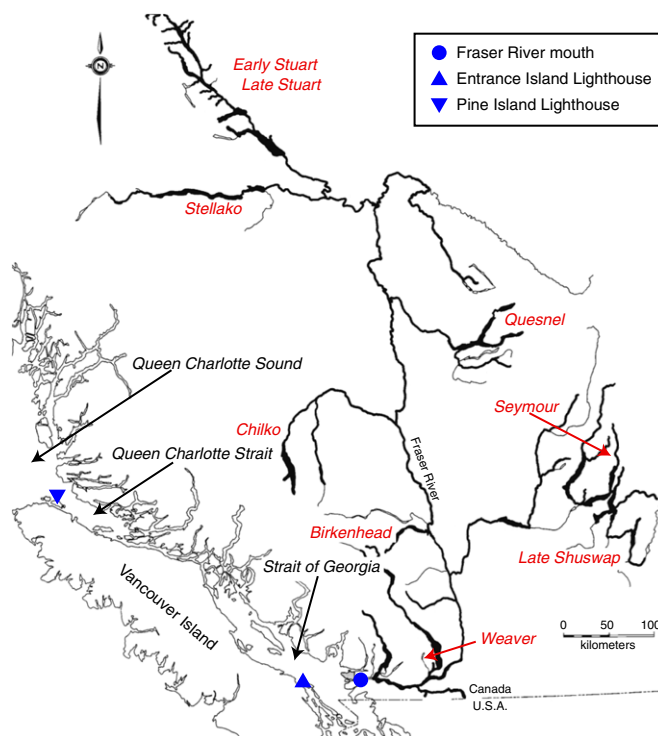 Fraser River mouth
Entrance Island Lighthouse
Pine Island Lighthouse
N
Early Stuart
Late Stuart
Stellako
Quesnel
Queen Charlotte Sound
Seymour
Chilko
Queen Charlotte Strait
Fraser River
Birkenhead
Late Shuswap
Strait of Georgia
Vancouver Island
Weaver
0 50 100
kilometers
Canada
U.S.A.